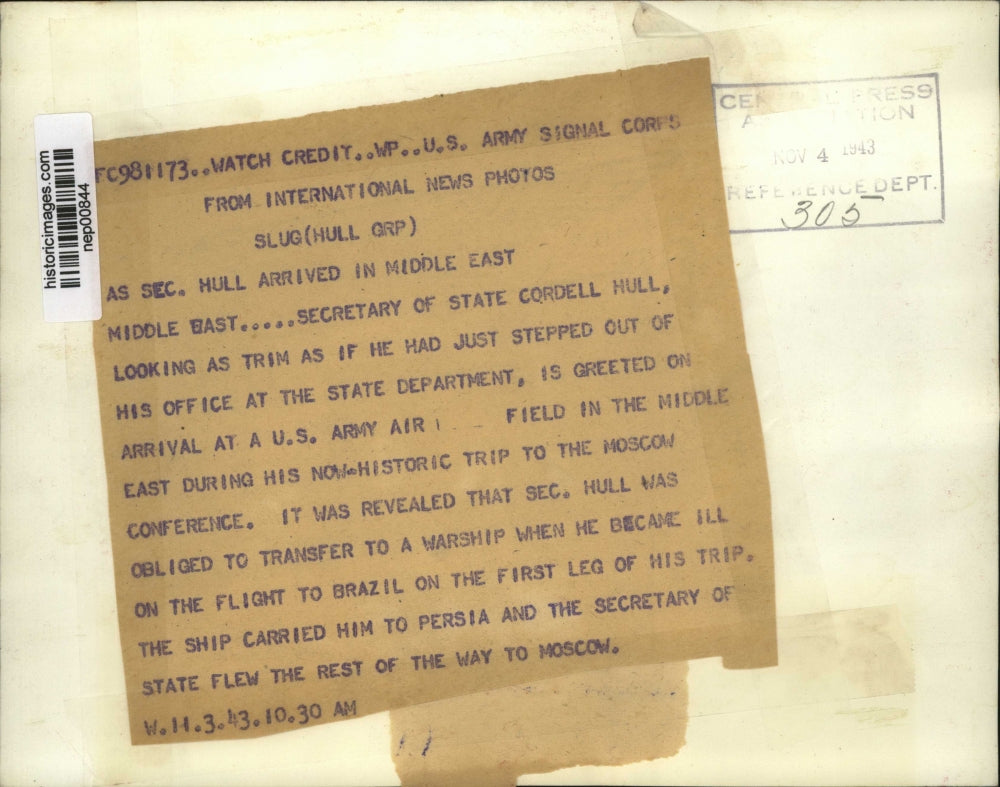 historicimages.com
nep00844
FC981173..WATCH CREDIT..WP..U.S. ARMY SIGNAL CORPS
FROM INTERNATIONAL NEWS PHOTOS
SLUG(HULL GRP)
AS SEC. HULL ARRIVED IN MIDDLE EAST
MIDDLE EAST.....SECRETARY OF STATE CORDELL HULL,
LOOKING AS TRIM AS IF HE HAD JUST STEPPED OUT OF
HIS OFFICE AT THE STATE DEPARTMENT, IS GREETED ON
ARRIVAL AT A U.S. ARMY AIR FIELD IN THE MIDDLE
EAST DURING HIS NOW-HISTORIC TRIP TO THE MOSCOW
CONFERENCE. IT WAS REVEALED THAT SEC. HULL WAS
OBLIGED TO TRANSFER TO A WARSHIP WHEN HE BECAME ILL
ON THE FLIGHT TO BRAZIL ON THE FIRST LEG OF HIS TRIP.
THE SHIP CARRIED HIM TO PERSIA AND THE SECRETARY OF
STATE FLEW THE REST OF THE WAY TO MOSCOW.
W.11.3.43.10.30 AM
PRESS
NOV 4 1943
REFERENCE DEPT.
305